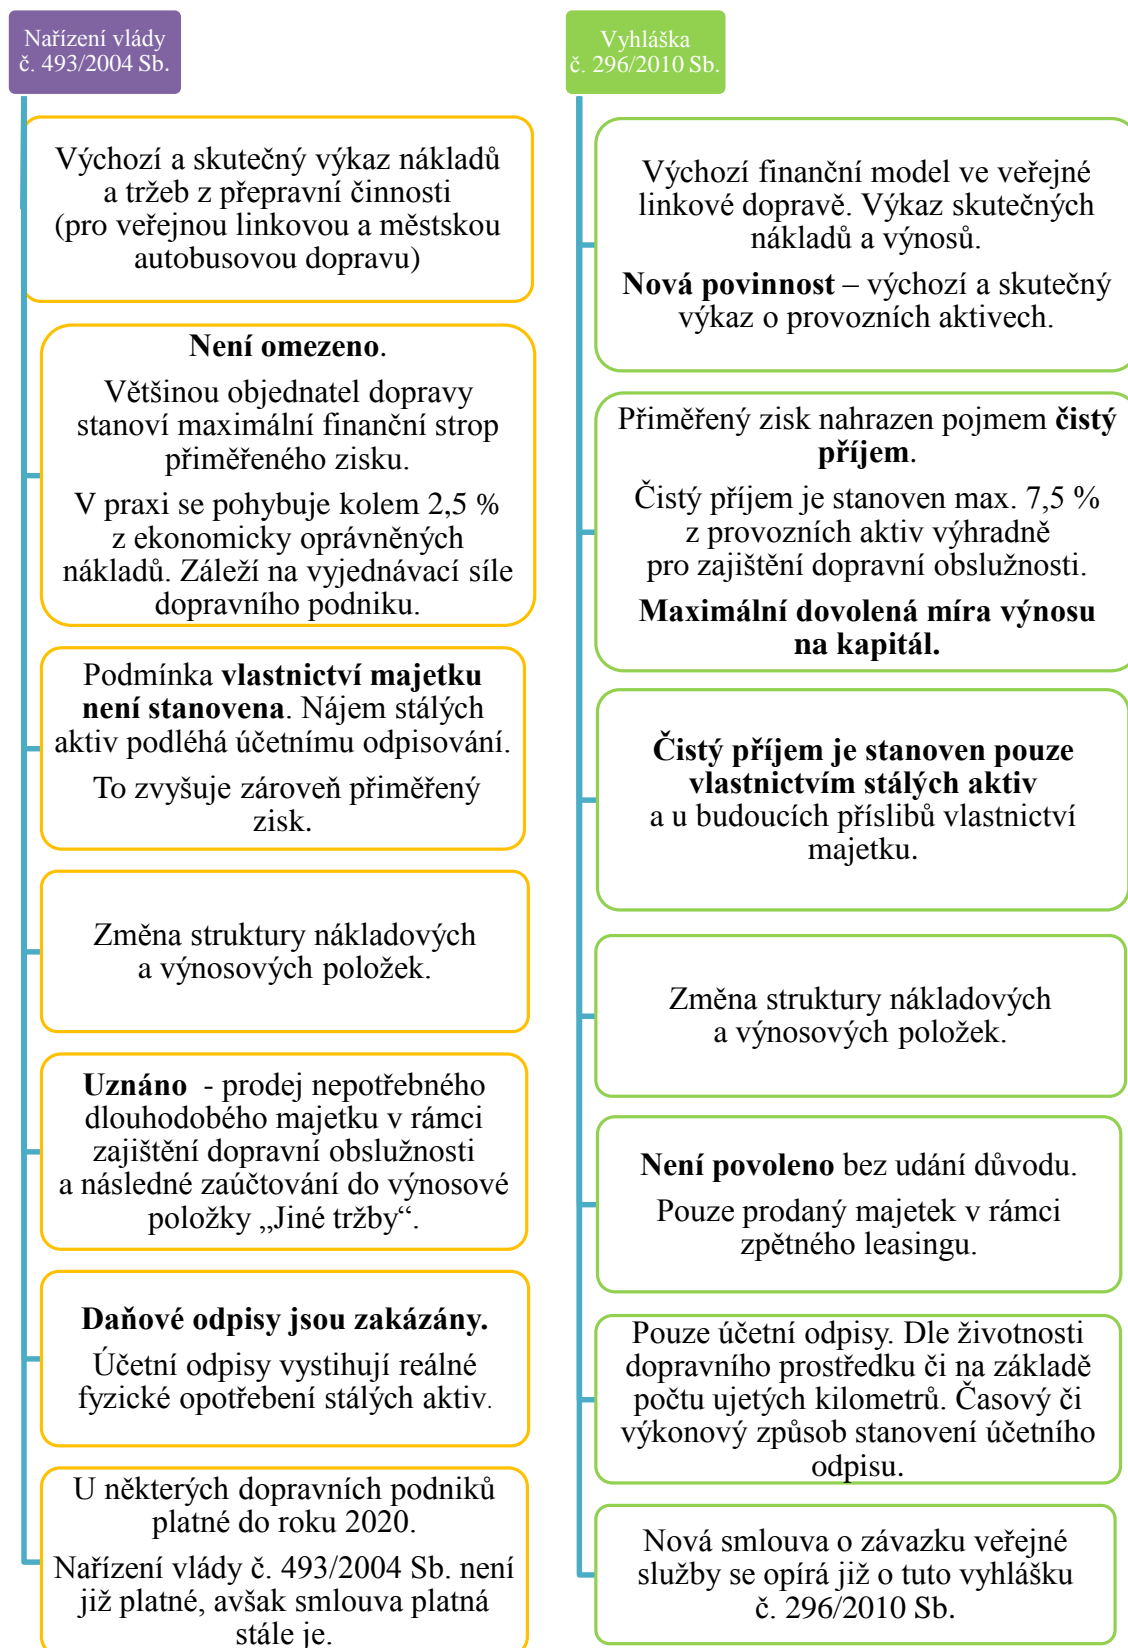 Nařízení vlády
č. 493/2004 Sb.
Výchozí a skutečný výkaz nákladů
a tržeb z přepravní činnosti
(pro veřejnou linkovou a městskou
autobusovou dopravu)
Není omezeno.
Většinou objednatel dopravy
stanoví maximální finanční strop
přiměřeného zisku.
V praxi se pohybuje kolem 2,5 %
z ekonomicky oprávněných
nákladů. Záleží na vyjednávací síle
dopravního podniku.
Podmínka vlastnictví majetku
není stanovena. Nájem stálých
aktiv podléhá účetnímu odpisování.
To zvyšuje zároveň přiměřený
zisk.
Změna struktury nákladových
a výnosových položek.
Uznáno - prodej nepotřebného
dlouhodobého majetku v rámci
zajištění dopravní obslužnosti
a následné zaúčtování do výnosové
položky „Jiné tržby“.
Daňové odpisy jsou zakázány.
Účetní odpisy vystihují reálné
fyzické opotřebení stálých aktiv.
U některých dopravních podniků
platné do roku 2020.
Nařízení vlády č. 493/2004 Sb. není
již platné, avšak smlouva platná
stále je.
Vyhláška
č. 296/2010 Sb.
Výchozí finanční model ve veřejné
linkové dopravě. Výkaz skutečných
nákladů a výnosů.
Nová povinnost – výchozí a skutečný
výkaz o provozních aktivech.
Přiměřený zisk nahrazen pojmem čistý
příjem.
Čistý příjem je stanoven max. 7,5 %
z provozních aktiv výhradně
pro zajištění dopravní obslužnosti.
Maximální dovolená míra výnosu
na kapitál.
Čistý příjem je stanoven pouze
vlastnictvím stálých aktiv
a u budoucích příslibů vlastnictví
majetku.
Změna struktury nákladových
a výnosových položek.
Není povoleno bez udání důvodu.
Pouze prodaný majetek v rámci
zpětného leasingu.
Pouze účetní odpisy. Dle životnosti
dopravního prostředku či na základě
počtu ujetých kilometrů. Časový či
výkonový způsob stanovení účetního
odpisu.
Nová smlouva o závazku veřejné
služby se opírá již o tuto vyhlášku
č. 296/2010 Sb.